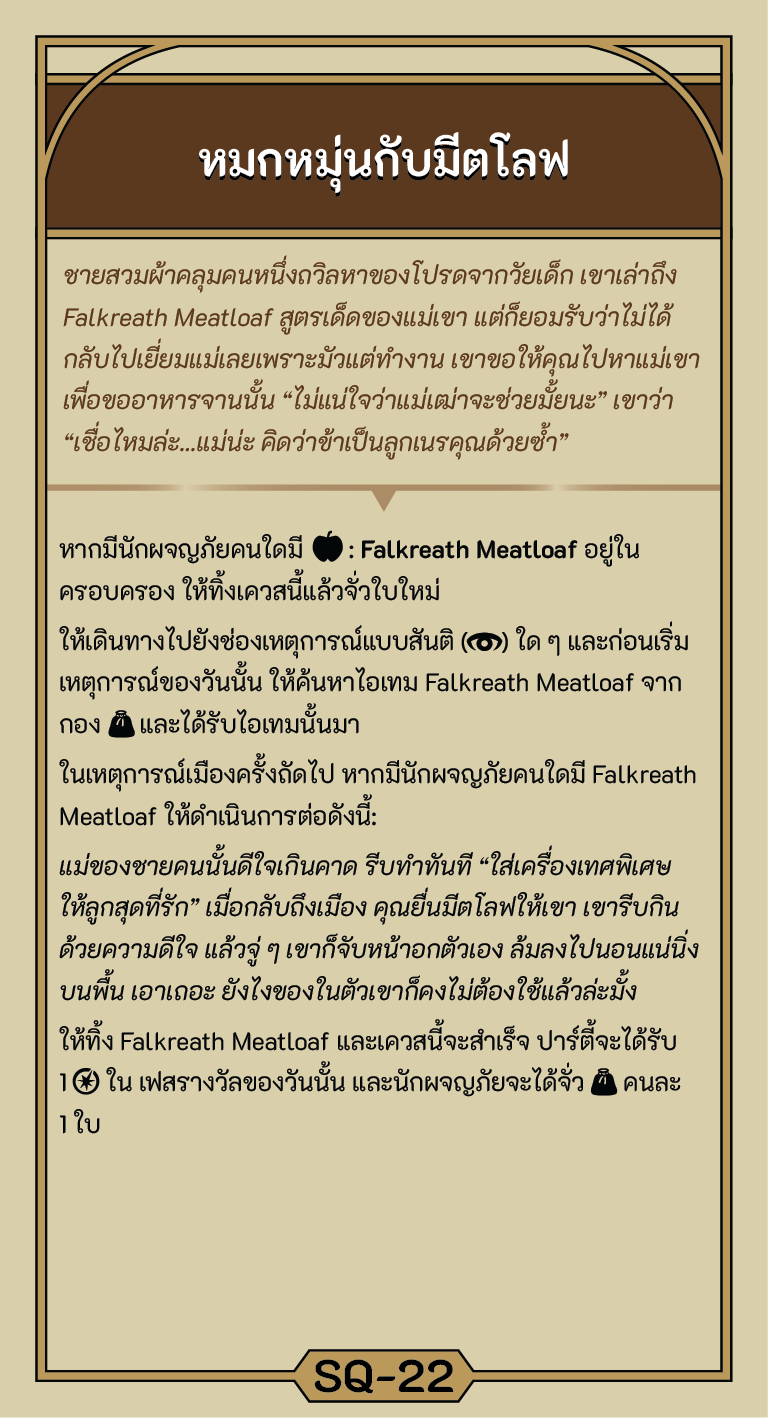 หมกหมุ่นกับมีตโลฟ
ชายสวมผ้าคลุมคนหนึ่งถวิลหาของโปรดจากวัยเด็ก เขาเล่าถึง
Falkreath Meatloaf สูตรเด็ดของแม่เขา แต่ก็ยอมรับว่าไม่ได้
กลับไปเยี่ยมแม่เลยเพราะมัวแต่ทำงาน เขาขอให้คุณไปหาแม่เขา
เพื่อขออาหารจานนั้น “ไม่แน่ใจว่าแม่เฒ่าจะช่วยมั้ยนะ” เขาว่า
“เชื่อไหมล่ะ...แม่น่ะ คิดว่าข้าเป็นลูกเนรคุณด้วยซ้ำ”
หากมีนักผจญภัยคนใดมี : Falkreath Meatloaf อยู่ใน
ครอบครอง ให้ทิ้งเควสนี้แล้วจั่วใบใหม่
ให้เดินทางไปยังช่องเหตุการณ์แบบสันติ () ใด ๆ และก่อนเริ่ม
เหตุการณ์ของวันนั้น ให้ค้นหาไอเทม Falkreath Meatloaf จาก
กอง และได้รับไอเทมนั้นมา
ในเหตุการณ์เมืองครั้งถัดไป หากมีนักผจญภัยคนใดมี Falkreath
Meatloaf ให้ดำเนินการต่อดังนี้:
แม่ของชายคนนั้นดีใจเกินคาด รีบทำทันที “ใส่เครื่องเทศพิเศษ
ให้ลูกสุดที่รัก” เมื่อกลับถึงเมือง คุณยื่นมีตโลฟให้เขา เขารีบกิน
ด้วยความดีใจ แล้วจู่ ๆ เขาก็จับหน้าอกตัวเอง ล้มลงไปนอนแน่นิ่ง
บนพื้น เอาเถอะ ยังไงของในตัวเขาก็คงไม่ต้องใช้แล้วล่ะมั้ง
ให้ทิ้ง Falkreath Meatloaf และเควสนี้จะสำเร็จ ปาร์ตี้จะได้รับ
1 ใน เฟสรางวัลของวันนั้น และนักผจญภัยจะได้จั่ว คนละ
1 ใบ
SQ-22